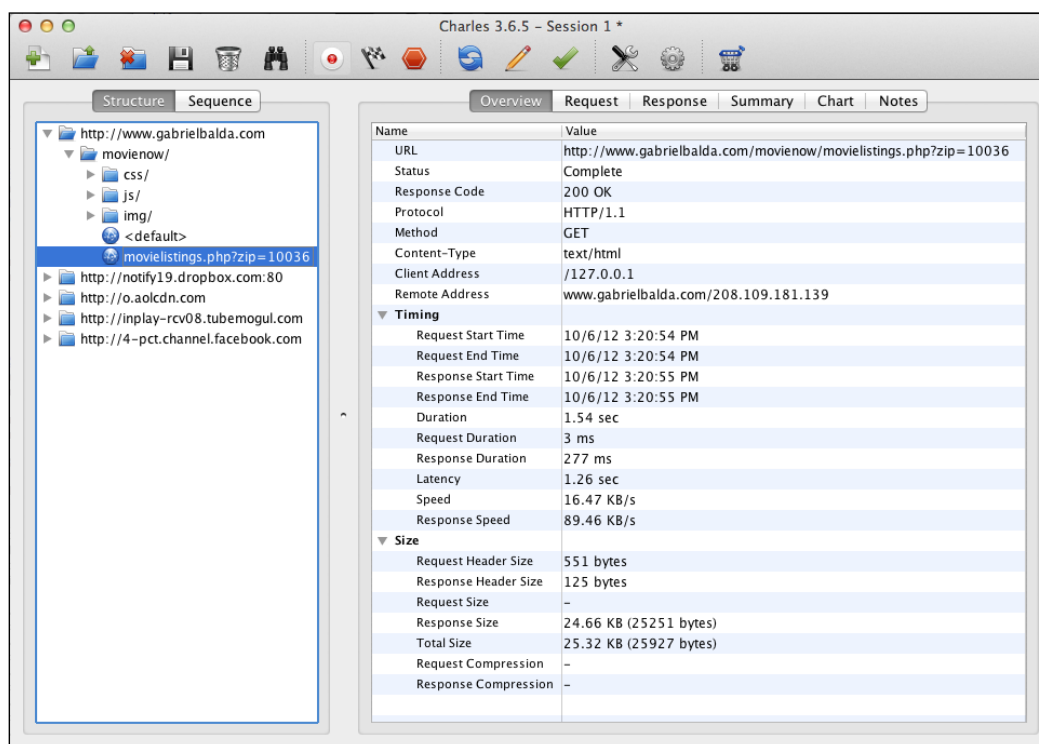 Charles 3.6.5 – Session 1 *
Structure Sequence
http://www.gabrielbalda.com
movienow/
css/
js/
img/
<default>
movielistings.php?zip=10036
http://notify19.dropbox.com:80
http://o.aolcdn.com
http://inplay-rcv08.tubemogul.com
http://4-pct.channel.facebook.com
Overview Request Response Summary Chart Notes
Name Value
URL http://www.gabrielbalda.com/movienow/movielistings.php?zip=10036
Status Complete
Response Code 200 OK
Protocol HTTP/1.1
Method GET
Content-Type text/html
Client Address /127.0.0.1
Remote Address www.gabrielbalda.com/208.109.181.139
Timing
Request Start Time 10/6/12 3:20:54 PM
Request End Time 10/6/12 3:20:54 PM
Response Start Time 10/6/12 3:20:55 PM
Response End Time 10/6/12 3:20:55 PM
Duration 1.54 sec
Request Duration 3 ms
Response Duration 277 ms
Latency 1.26 sec
Speed 16.47 KB/s
Response Speed 89.46 KB/s
Size
Request Header Size 551 bytes
Response Header Size 125 bytes
Request Size –
Response Size 24.66 KB (25251 bytes)
Total Size 25.32 KB (25927 bytes)
Request Compression –
Response Compression –